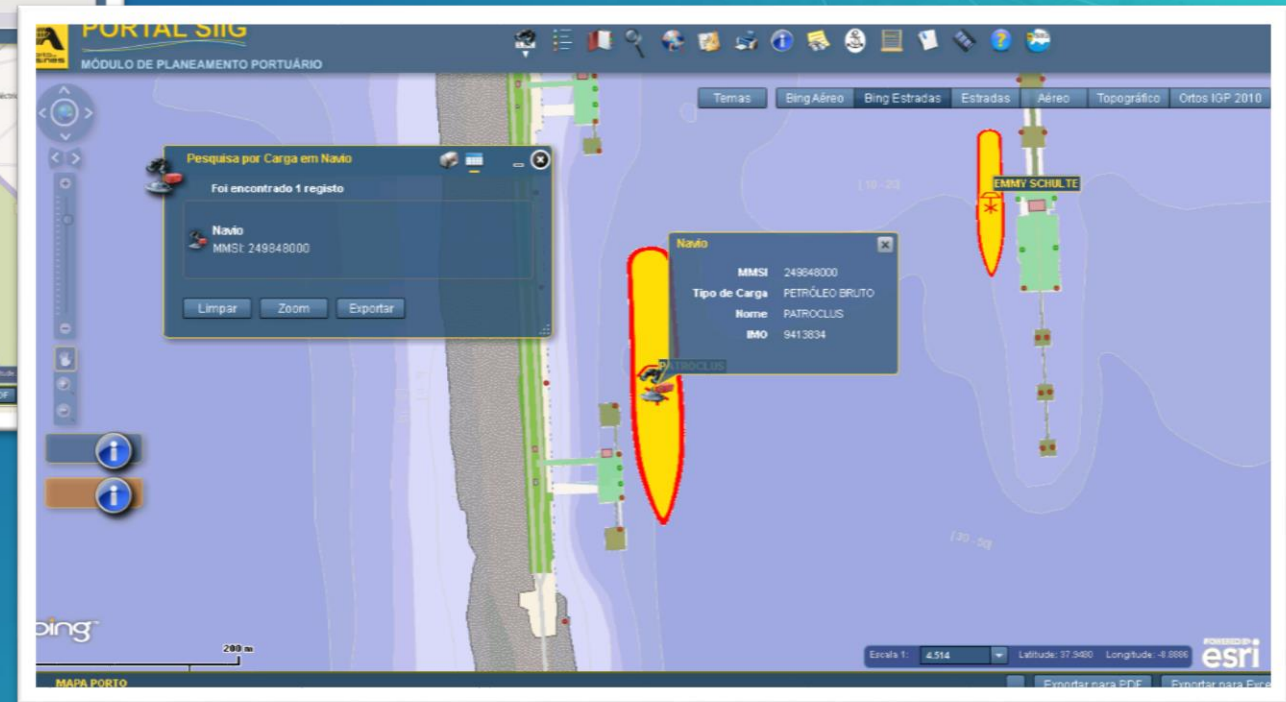 PORTAL SIIG
MÓDULO DE PLANEAMENTO PORTUÁRIO
Temas
Bing Aéreo Bing Estradas Estradas Aéreo Topográfico Ortos IGP 2010
Pesquisa por Carga em Navio
Foi encontrado 1 registo
Navio
MMSI: 249848000
Limpar Zoom Exportar
Navio
MMSI 249848000
Tipo de Carga PETRÓLEO BRUTO
Nome PATROCLUS
IMO 9413834
PATROCLUS
EMMY SCHULTE
[10 - 20]
bing
200 m
Escala 1: 4.514 Latitude: 37.9480 Longitude: -8.8886
esri
MAPA PORTO
Exportar para PDF Exportar para Exce